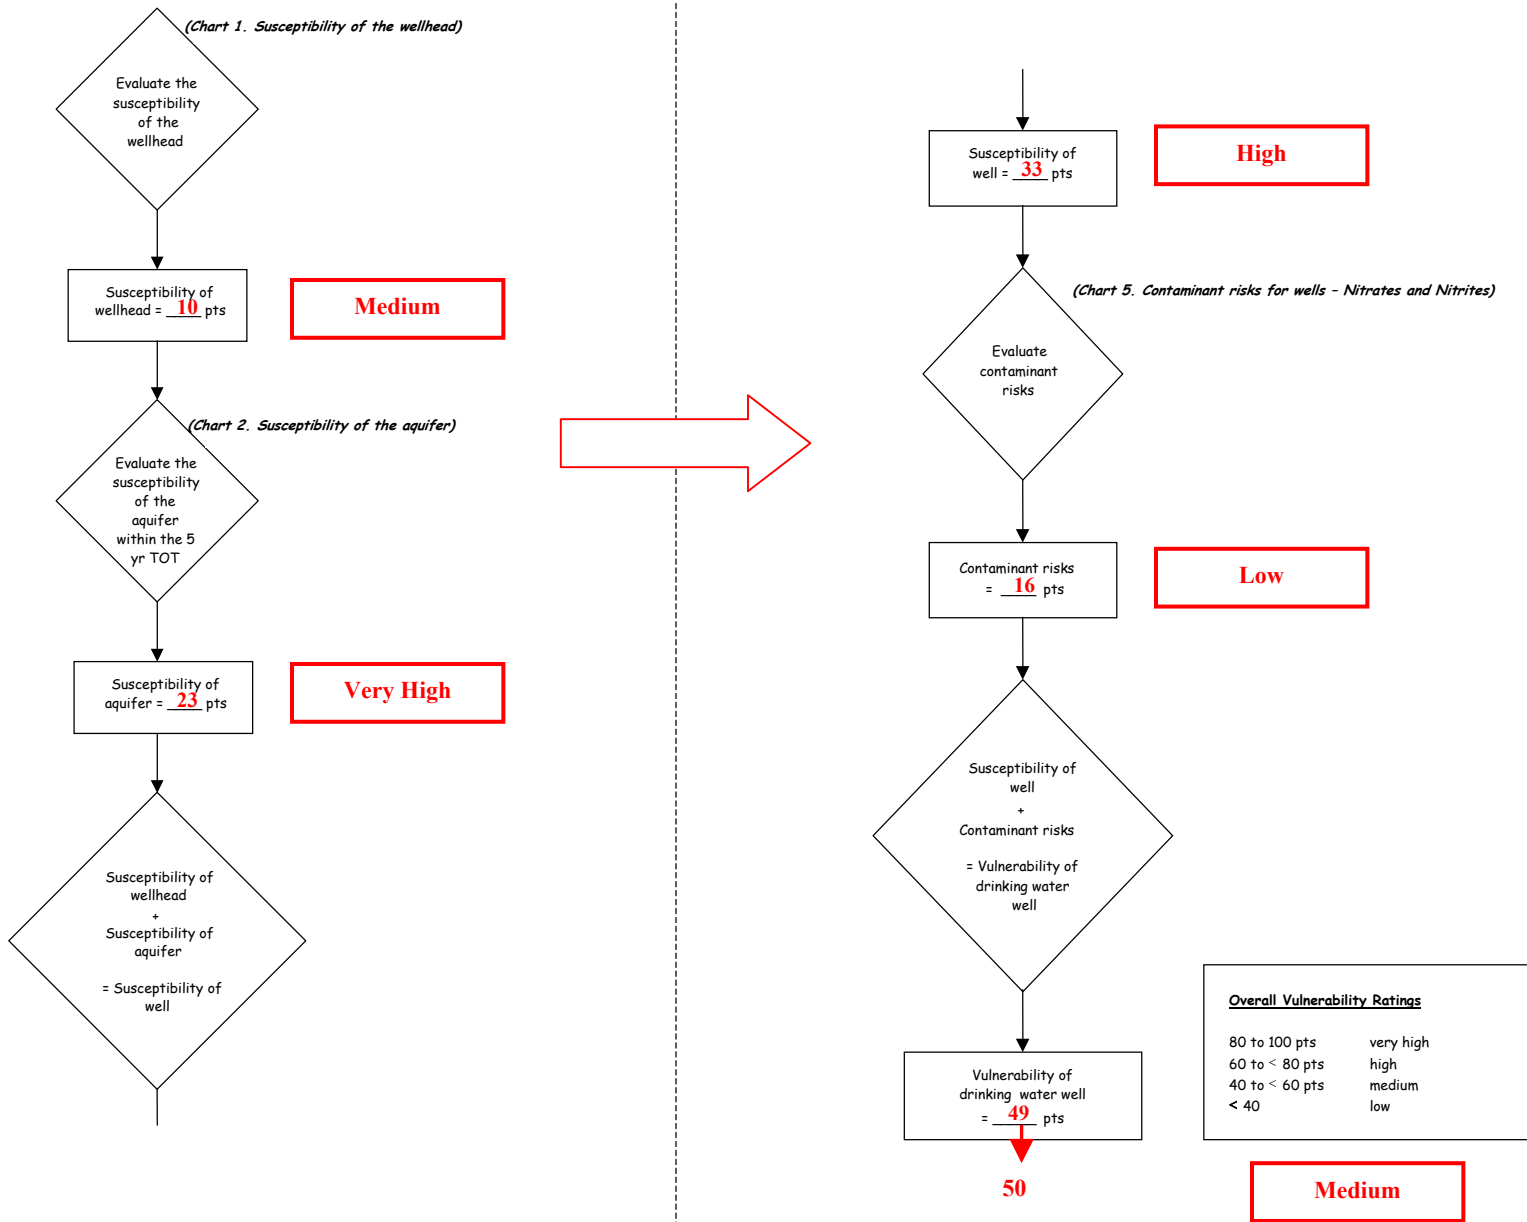 (Chart 1. Susceptibility of the wellhead)
Evaluate the
susceptibility
of the
wellhead
Susceptibility of
wellhead = 10 pts
Medium
(Chart 2. Susceptibility of the aquifer)
Evaluate the
susceptibility
of the
aquifer
within the 5
yr TOT
Susceptibility of
aquifer = 23 pts
Very High
Susceptibility of
wellhead
+
Susceptibility of
aquifer
= Susceptibility of
well
Susceptibility of
well = 33 pts
High
(Chart 5. Contaminant risks for wells – Nitrates and Nitrites)
Evaluate
contaminant
risks
Contaminant risks
= 16 pts
Low
Susceptibility of
well
+
Contaminant risks
= Vulnerability of
drinking water
well
Vulnerability of
drinking water well
= 49 pts
50
Overall Vulnerability Ratings
80 to 100 pts very high
60 to < 80 pts high
40 to < 60 pts medium
< 40 low
Medium